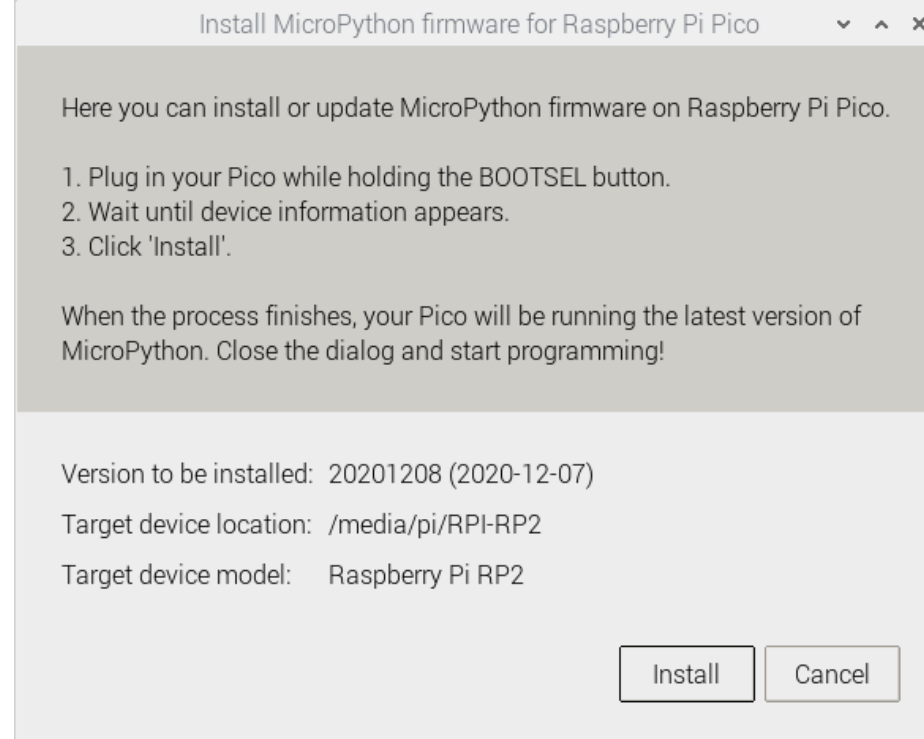 Install MicroPython firmware for Raspberry Pi Pico
Here you can install or update MicroPython firmware on Raspberry Pi Pico.
1. Plug in your Pico while holding the BOOTSEL button.
2. Wait until device information appears.
3. Click 'Install'.
When the process finishes, your Pico will be running the latest version of
MicroPython. Close the dialog and start programming!
Version to be installed: 20201208 (2020-12-07)
Target device location: /media/pi/RPI-RP2
Target device model: Raspberry Pi RP2
Install Cancel